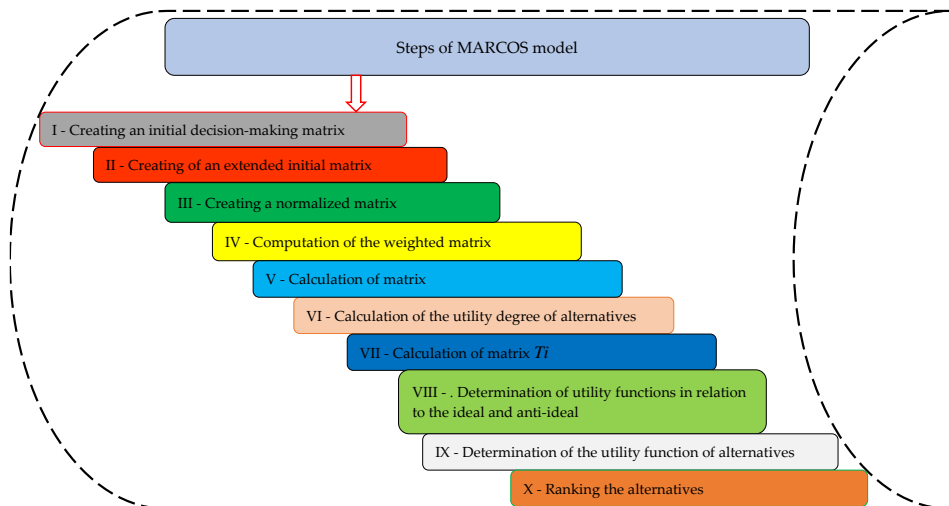 Steps of MARCOS model
I - Creating an initial decision-making matrix
II - Creating of an extended initial matrix
III - Creating a normalized matrix
IV - Computation of the weighted matrix
V - Calculation of matrix
VI - Calculation of the utility degree of alternatives
VII - Calculation of matrix Ti
VIII - . Determination of utility functions in relation
to the ideal and anti-ideal
IX - Determination of the utility function of alternatives
X - Ranking the alternatives